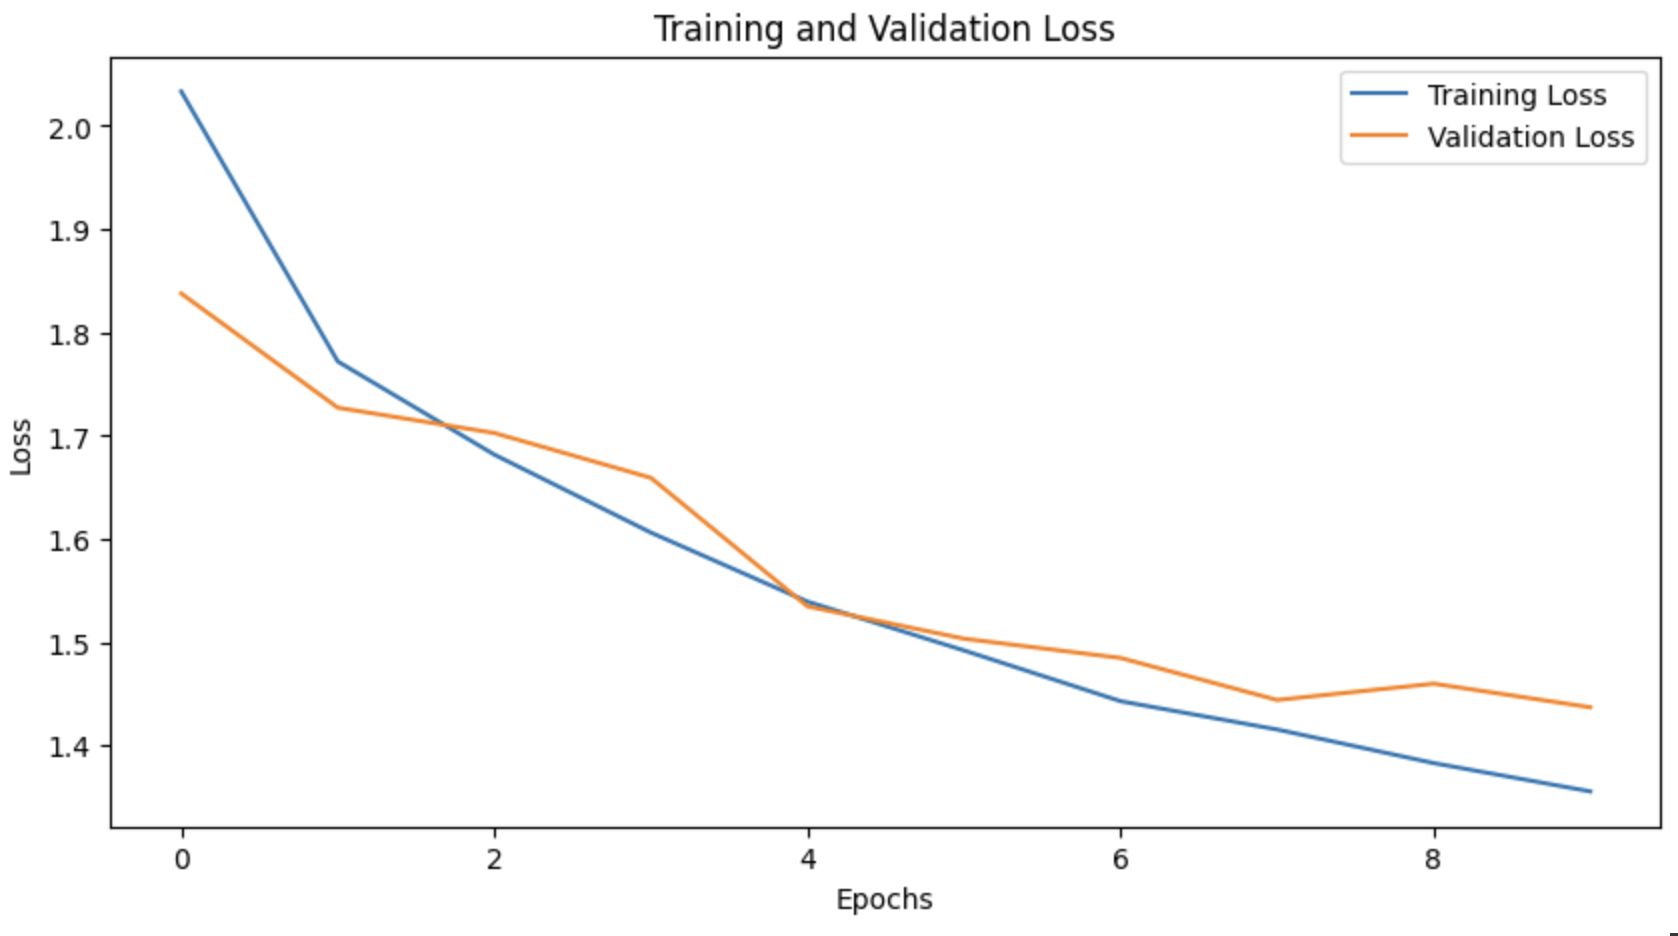 Training and Validation Loss
Training Loss
Validation Loss
2.0
1.9
1.8
1.7
1.6
1.5
1.4
Loss
0 2 4 6 8
Epochs